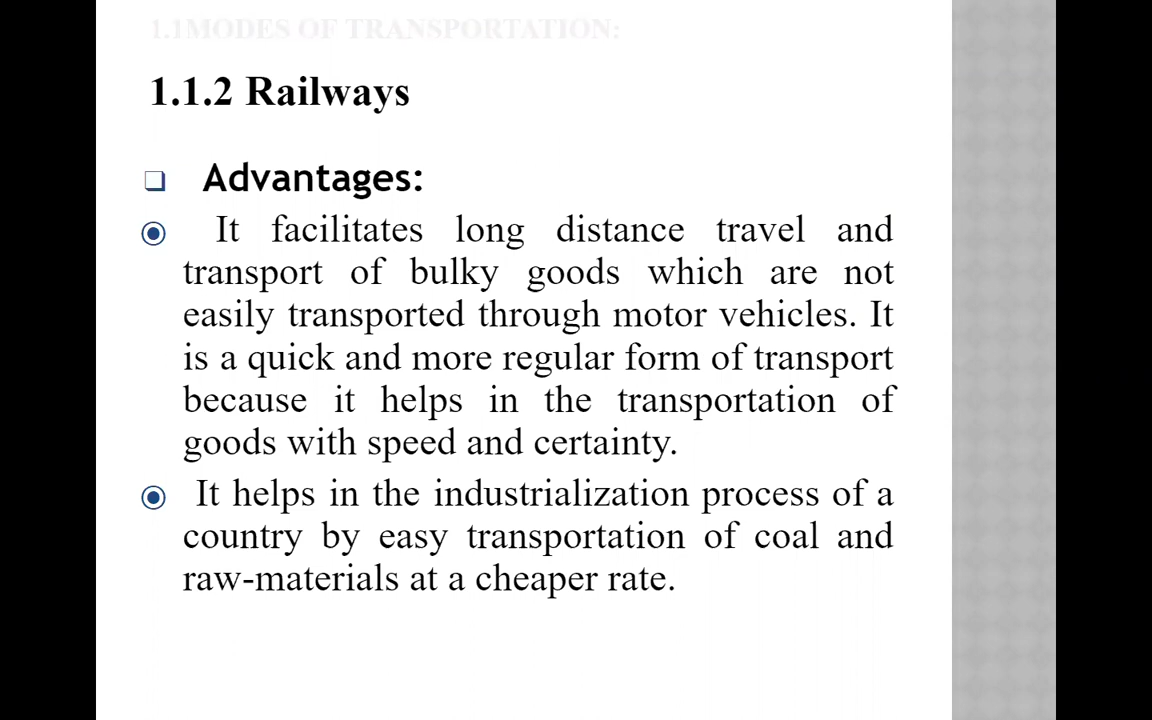 1.1MODES OF TRANSPORTATION:
1.1.2 Railways
Advantages:
It facilitates long distance travel and
transport of bulky goods which are not
easily transported through motor vehicles. It
is a quick and more regular form of transport
because it helps in the transportation of
goods with speed and certainty.
It helps in the industrialization process of a
country by easy transportation of coal and
raw-materials at a cheaper rate.